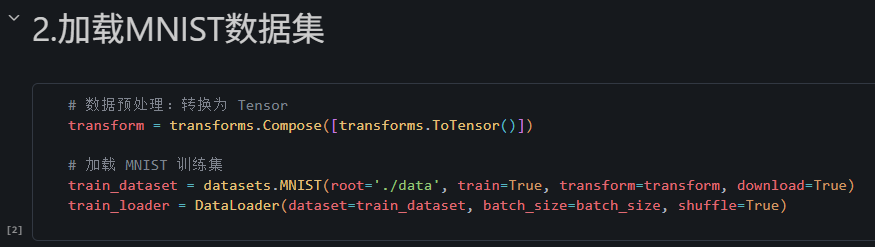 2.加载MNIST数据集
# 数据预处理：转换为 Tensor
transform = transforms.Compose([transforms.ToTensor()])
# 加载 MNIST 训练集
train_dataset = datasets.MNIST(root='./data', train=True, transform=transform, download=True)
train_loader = DataLoader(dataset=train_dataset, batch_size=batch_size, shuffle=True)
[2]